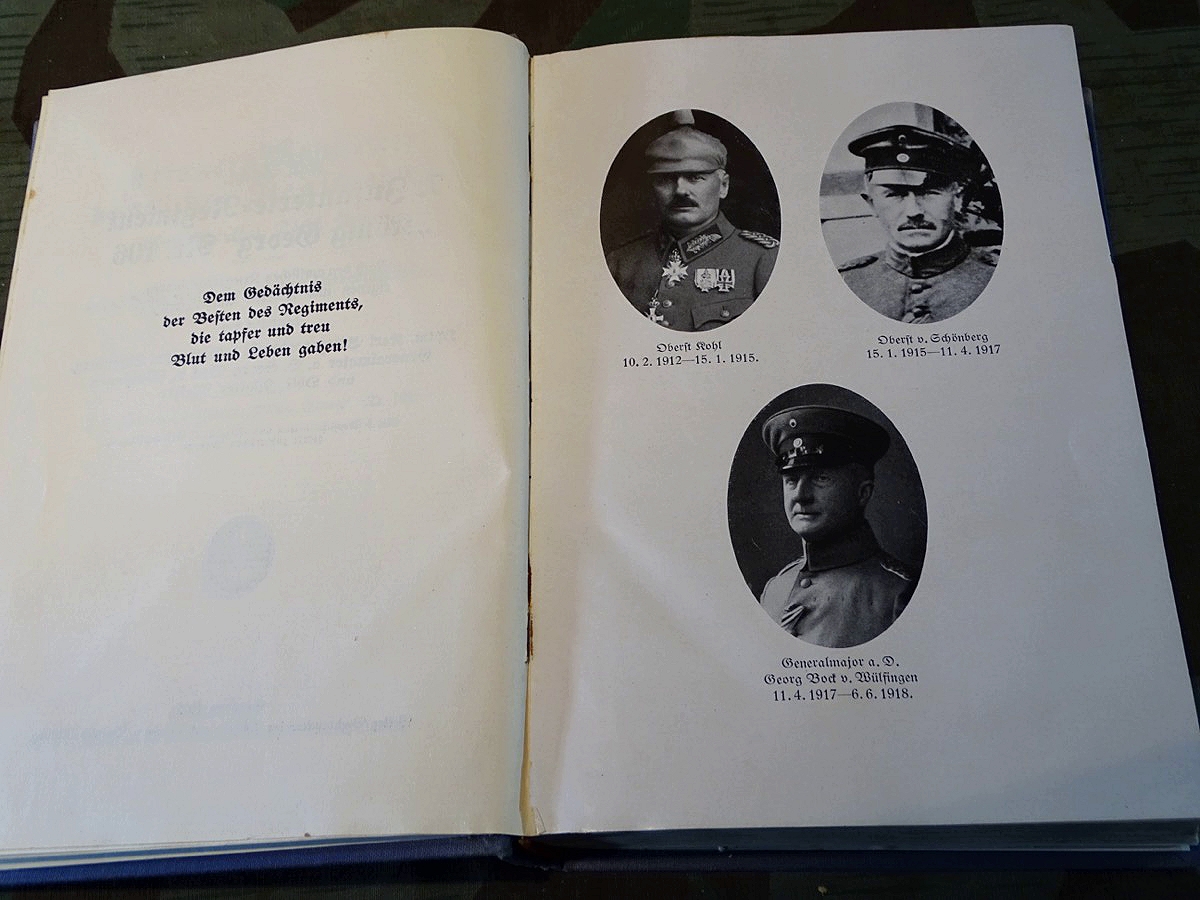 Dem Gedächtnis
der Besten des Regiments,
die tapfer und treu
Blut und Leben gaben!
Oberst Kohl
10. 2. 1912—15. 1. 1915.
Oberst v. Schönberg
15. 1. 1915—11. 4. 1917
Generalmajor a. D.
Georg Bock v. Wülfingen
11. 4. 1917—6. 6. 1918.